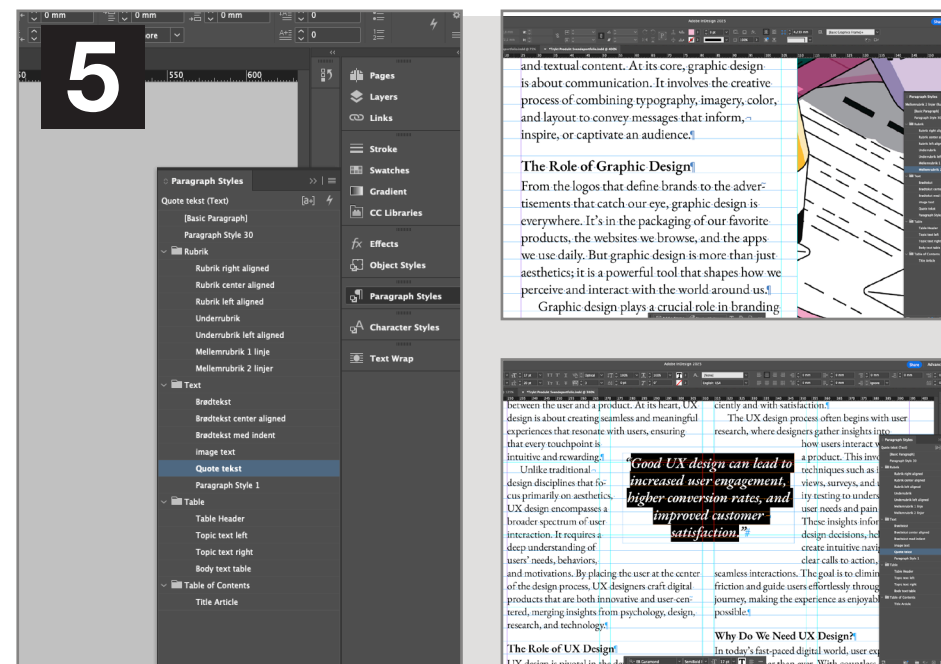 5
0 mm
0 mm
0
ore
0
550
600
Pages
Layers
Links
Stroke
Swatches
Gradient
CC Libraries
fx Effects
Object Styles
Paragraph Styles
Character Styles
Text Wrap
Paragraph Styles
Quote tekst (Text)
[a+]
[Basic Paragraph]
Paragraph Style 30
Rubrik
Rubrik right aligned
Rubrik center aligned
Rubrik left aligned
Underrubrik
Underrubrik left aligned
Mellemrubrik 1 linje
Mellemrubrik 2 linjer
Text
Brødtekst
Brødtekst center aligned
Brødtekst med indent
image text
Quote tekst
Paragraph Style 1
Table
Table Header
Topic text left
Topic text right
Body text table
Table of Contents
Title Article
Adobe InDesign 2025
and textual content. At its core, graphic design
is about communication. It involves the creative
process of combining typography, imagery, color,
and layout to convey messages that inform,
inspire, or captivate an audience.¶
The Role of Graphic Design¶
From the logos that define brands to the adver-
tisements that catch our eye, graphic design is
everywhere. It's in the packaging of our favorite
products, the websites we browse, and the apps
we use daily. But graphic design is more than just
aesthetics; it is a powerful tool that shapes how we
perceive and interact with the world around us.¶
Graphic design plays a crucial role in branding
Paragraph Styles
Adobe InDesign 2025
Share
between the user and a product. At its heart, UX
design is about creating seamless and meaningful
experiences that resonate with users, ensuring
that every touchpoint is
intuitive and rewarding.¶
Unlike traditional
design disciplines that fo-
cus primarily on aesthetics,
UX design encompasses a
broader spectrum of user
interaction. It requires a
deep understanding of
users' needs, behaviors,
and motivations. By placing the user at the center
of the design process, UX designers craft digital
products that are both innovative and user-cen-
tered, merging insights from psychology, design,
research, and technology.¶
The Role of UX Design¶
UX design is pivotal in the d
“Good UX design can lead to
increased user engagement,
higher conversion rates, and
improved customer
satisfaction.”#
ciently and with satisfaction.¶
The UX design process often begins with user
research, where designers gather insights into
how users interact w
a product. This invo
techniques such as i
views, surveys, and u
ity testing to unders
user needs and pain
These insights infor
design decisions, he
create intuitive navi
clear calls to action,
seamless interactions. The goal is to dimin
friction and guide users effortlessly throug
journey, making the experience as enjoyab
possible.¶
Why Do We Need UX Design?¶
In today's fast-paced digital world, user exp
Paragraph Styles